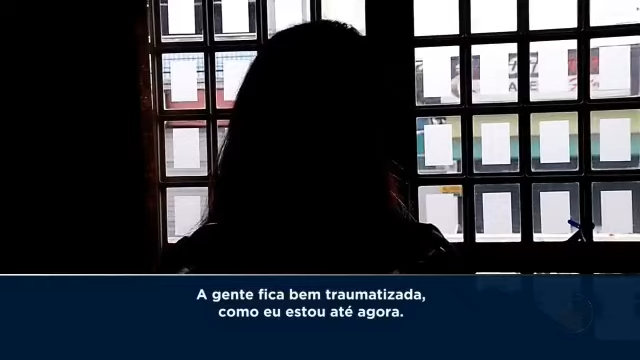 A gente fica bem traumatizada,
como eu estou até agora.